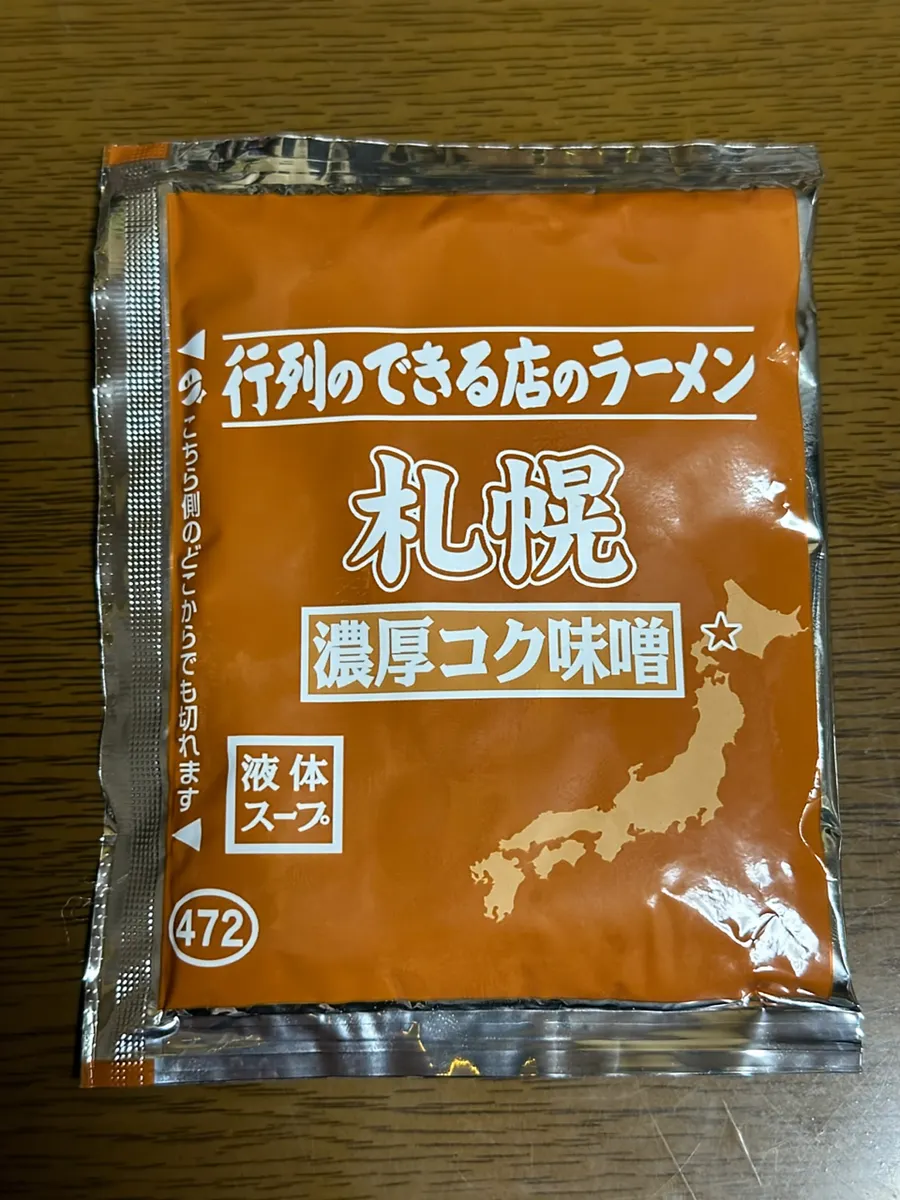 行列のできる店のラーメン
札幌
濃厚コク味噌
液体
スープ
こちら側のどこからでも切れます
472